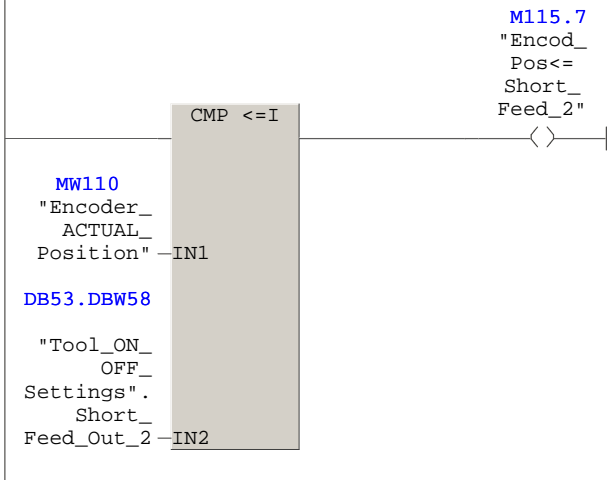 M115.7
"Encod_
Pos<=
Short_
Feed_2"
CMP <=I
MW110
"Encoder_
ACTUAL_
Position"
IN1
DB53.DBW58
"Tool_ON_
OFF_
Settings".
Short_
Feed_Out_2
IN2